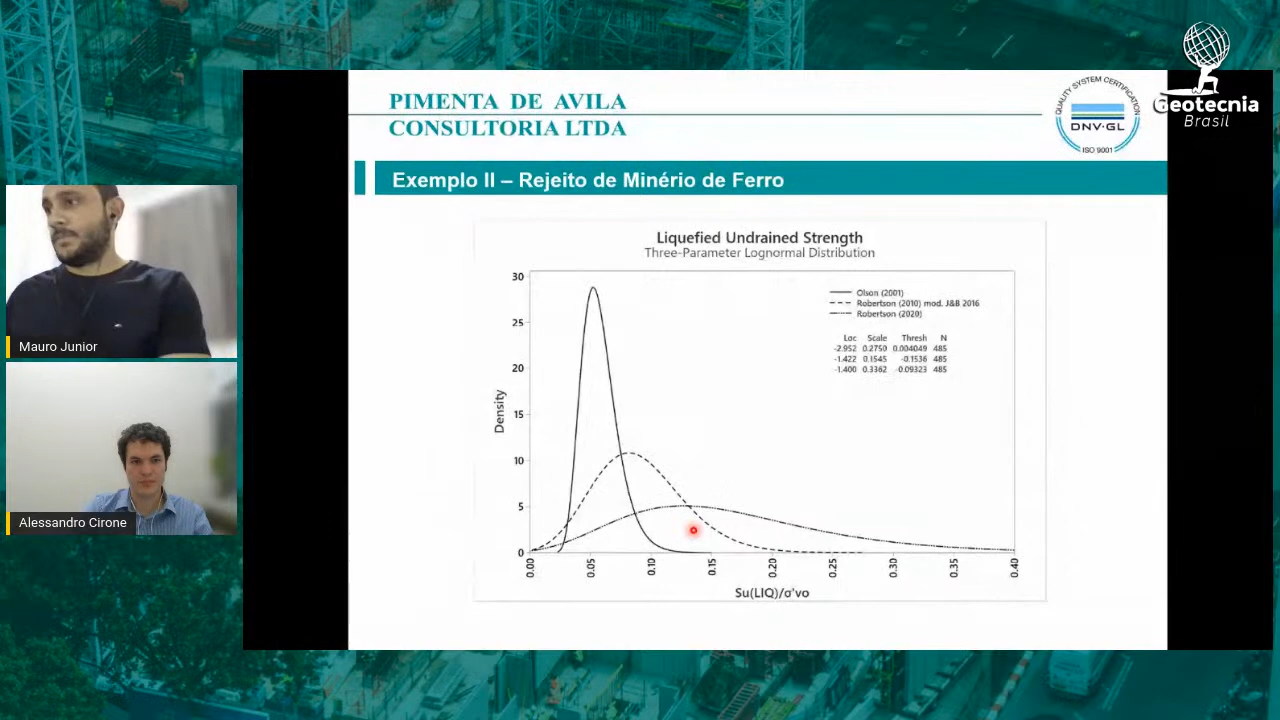 Geotecnia
Brasil
PIMENTA DE AVILA
CONSULTORIA LTDA
QUALITY SYSTEM CERTIFICATION
DNV·GL
ISO 9001
Exemplo II – Rejeito de Minério de Ferro
Liquefied Undrained Strength
Three-Parameter Lognormal Distribution
Olson (2001)
Robertson (2010) mod. J&B 2016
Robertson (2020)
Loc Scale Thresh N
-2.952 0.2750 0.004049 485
-1.422 0.1545 -0.1536 485
-1.400 0.3362 -0.09323 485
Density
30
25
20
15
10
5
0
0.00 0.05 0.10 0.15 0.20 0.25 0.30 0.35 0.40
Su(LIQ)/σ'vo
Mauro Junior
Alessandro Cirone